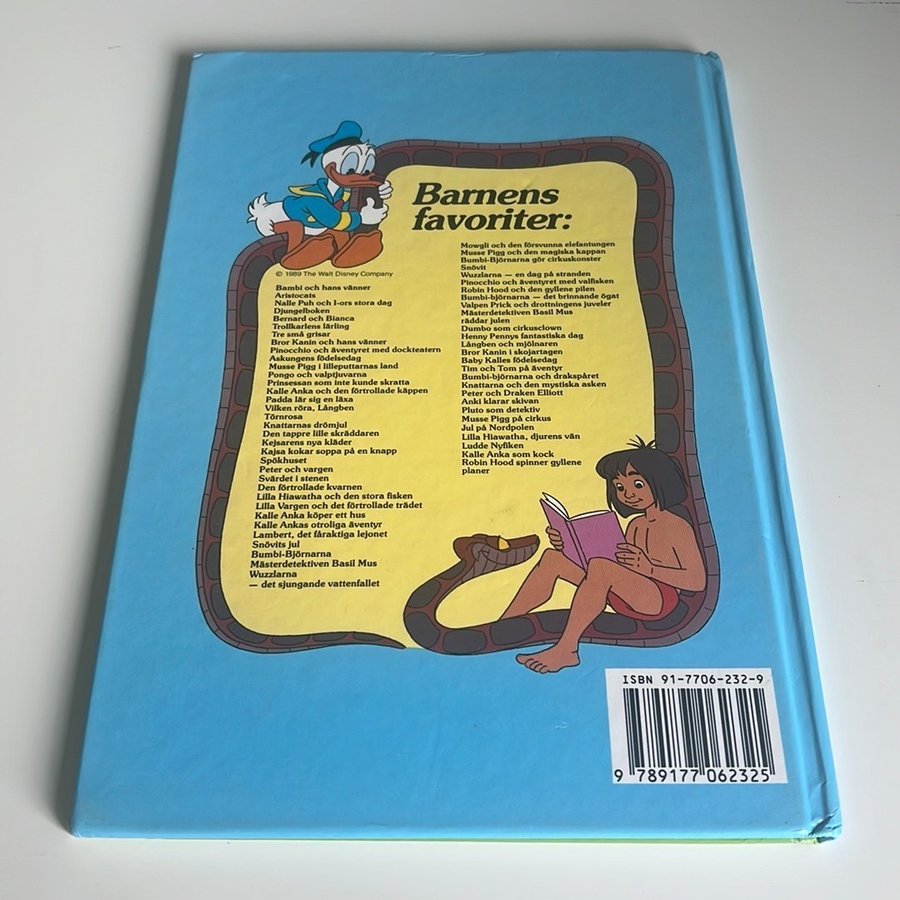 Barnens
favoriter:
© 1989 The Walt Disney Company
Bambi och hans vänner
Aristocats
Nalle Puh och I-ors stora dag
Djungelboken
Bernard och Bianca
Trollkarlens lärling
Tre små grisar
Bror Kanin och hans vänner
Pinocchio och äventyret med dockteatern
Askungens födelsedag
Musse Pigg i lilleputtarnas land
Pongo och valptjuvarna
Prinsessan som inte kunde skratta
Kalle Anka och den förtrollade käppen
Padda lär sig en läxa
Vilken röra, Långben
Törnrosa
Knattarnas drömjul
Den tappre lille skräddaren
Kejsarens nya kläder
Kajsa kokar soppa på en knapp
Spökhuset
Peter och vargen
Svärdet i stenen
Den förtrollade kvarnen
Lilla Hiawatha och den stora fisken
Lilla Vargen och det förtrollade trädet
Kalle Anka köper ett hus
Kalle Ankas otroliga äventyr
Lambert, det fåraktiga lejonet
Snövits jul
Bumbi-Björnarna
Mästerdetektiven Basil Mus
Wuzzlarna
— det sjungande vattenfallet
Mowgli och den försvunna elefantungen
Musse Pigg och den magiska kappan
Bumbi-Björnarna gör cirkuskonster
Snövit
Wuzzlarna — en dag på stranden
Pinocchio och äventyret med valfisken
Robin Hood och den gyllene pilen
Bumbi-björnarna — det brinnande ögat
Valpen Prick och drottningens juveler
Mästerdetektiven Basil Mus
räddar julen
Dumbo som cirkusclown
Henny Pennys fantastiska dag
Långben och mjölnaren
Bror Kanin i skojartagen
Baby Kalles födelsedag
Tim och Tom på äventyr
Bumbi-björnarna och drakspåret
Knattarna och den mystiska asken
Peter och Draken Elliott
Anki klarar skivan
Pluto som detektiv
Musse Pigg på cirkus
Jul på Nordpolen
Lilla Hiawatha, djurens vän
Ludde Nyfiken
Kalle Anka som kock
Robin Hood spinner gyllene
planer
ISBN 91-7706-232-9
9 789177 062325